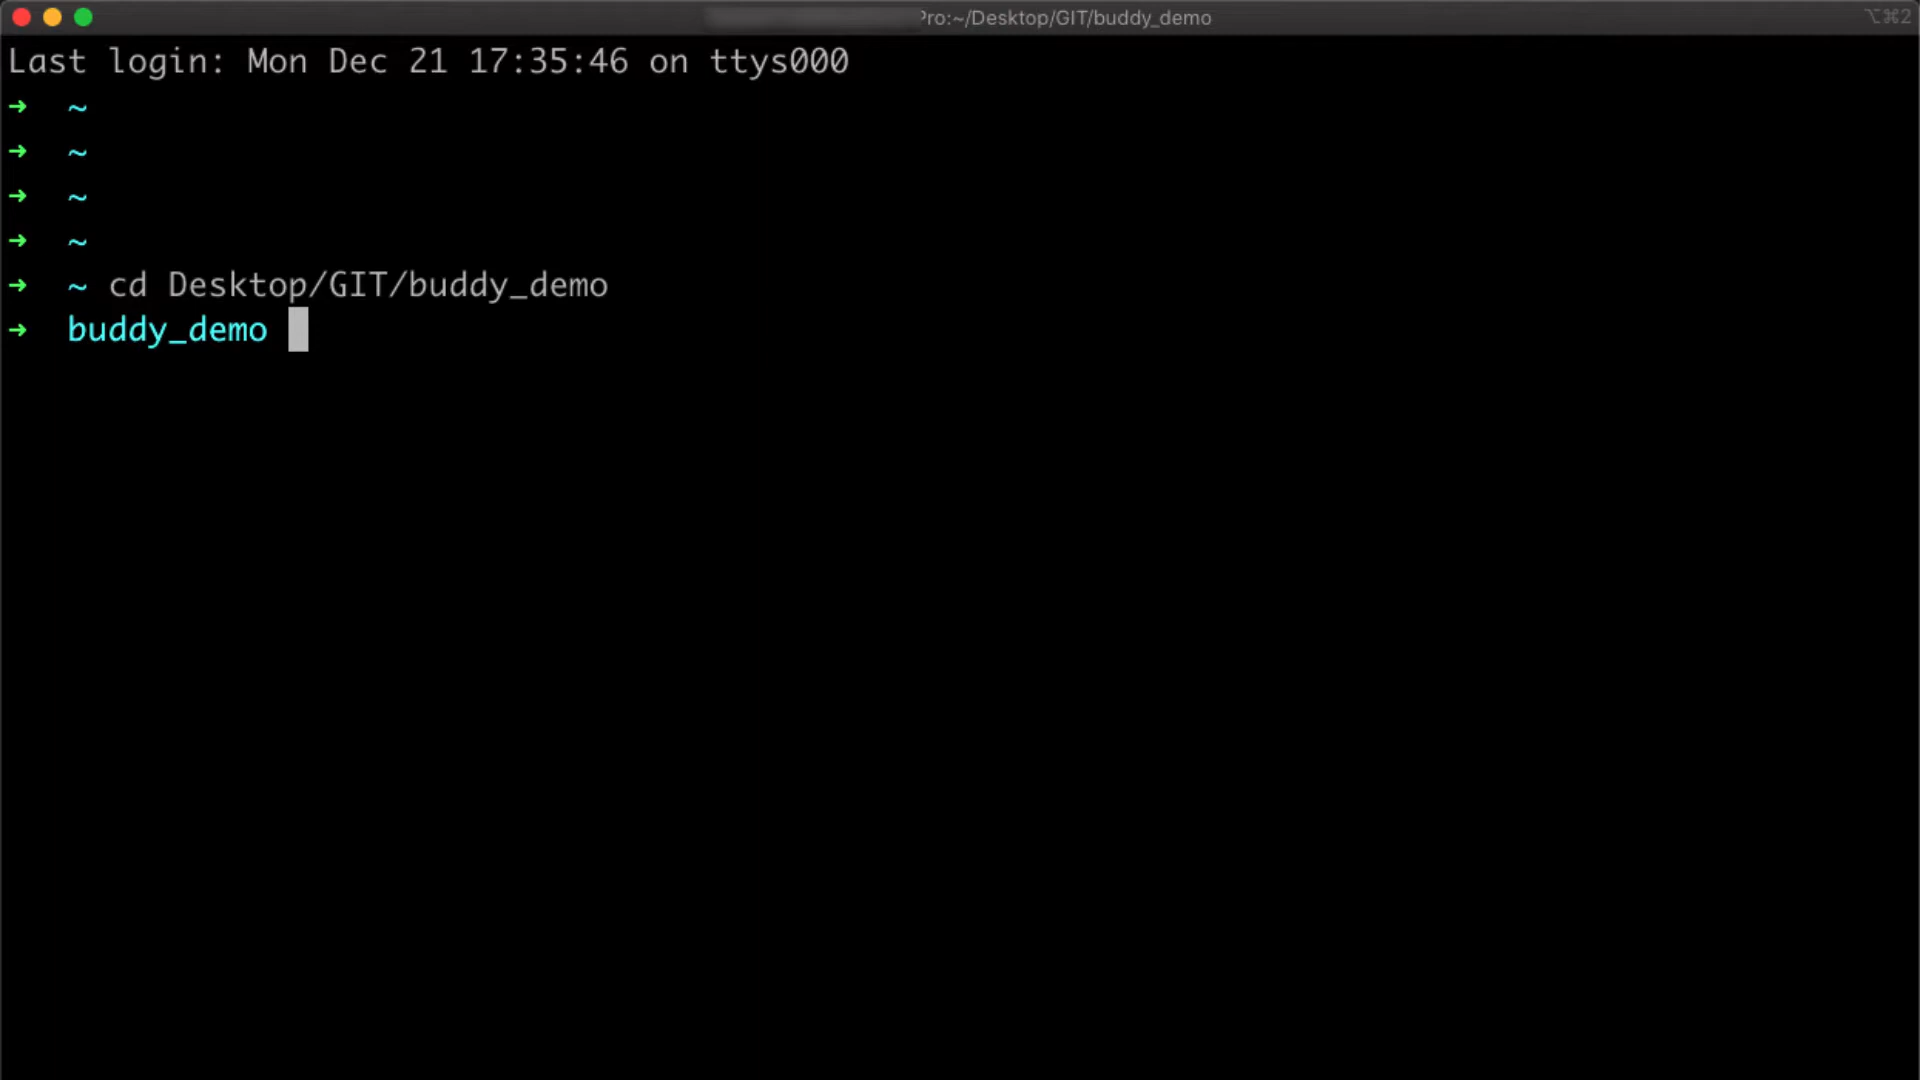 Pro:~/Desktop/GIT/buddy_demo
⌥⌘2
Last login: Mon Dec 21 17:35:46 on ttys000
➜ ~
➜ ~
➜ ~
➜ ~
➜ ~ cd Desktop/GIT/buddy_demo
➜ buddy_demo